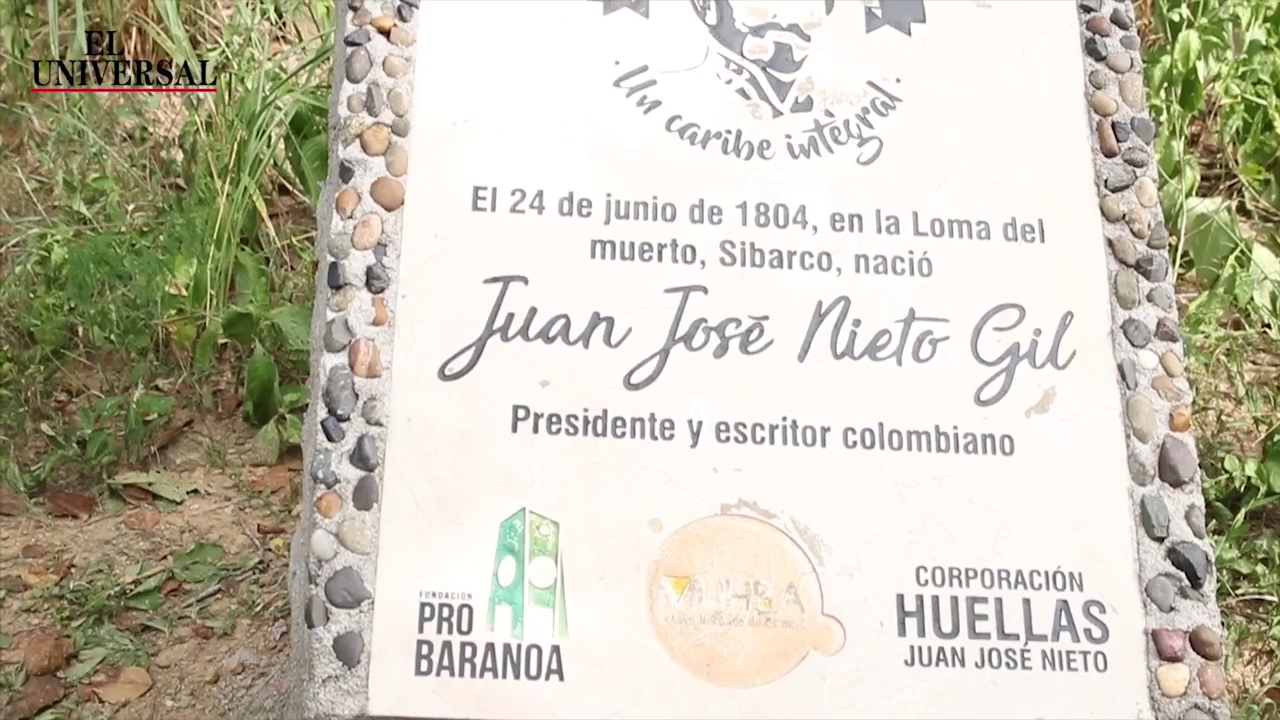 EL
UNIVERSAL
Un caribe integral
El 24 de junio de 1804, en la Loma del
muerto, Sibarco, nació
Juan José Nieto Gil
Presidente y escritor colombiano
FUNDACIÓN
PRO
BARANOA
CORPORACIÓN
HUELLAS
JUAN JOSÉ NIETO